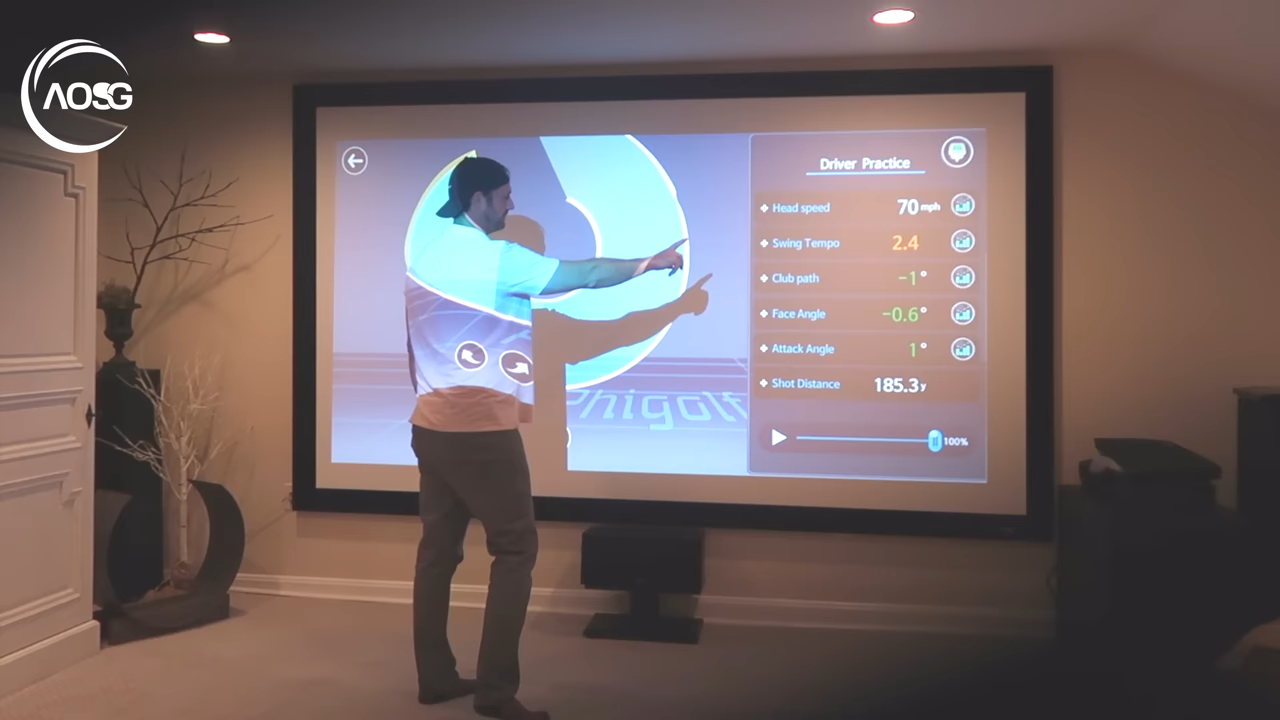 AOSG
Driver Practice
Head speed 70 mph
Swing Tempo 2.4
Club path -1°
Face Angle -0.6°
Attack Angle 1°
Shot Distance 185.3y
phigolf
100%